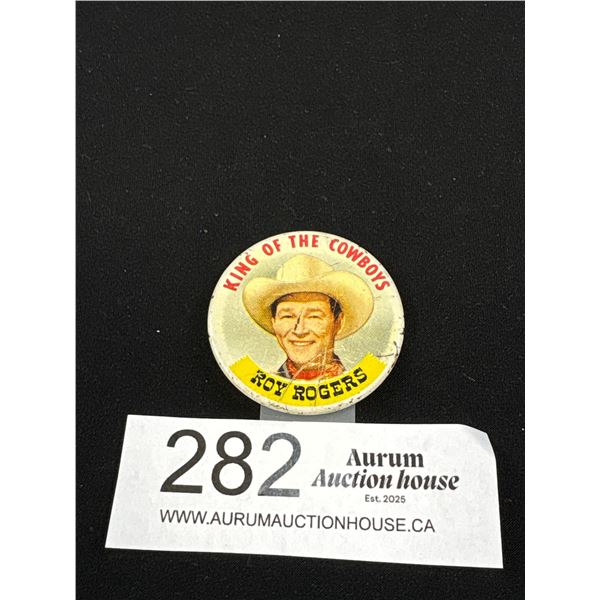 KING OF THE COWBOYS
ROY ROGERS
282
Aurum
Auction house
Est. 2025
WWW.AURUMAUCTIONHOUSE.CA